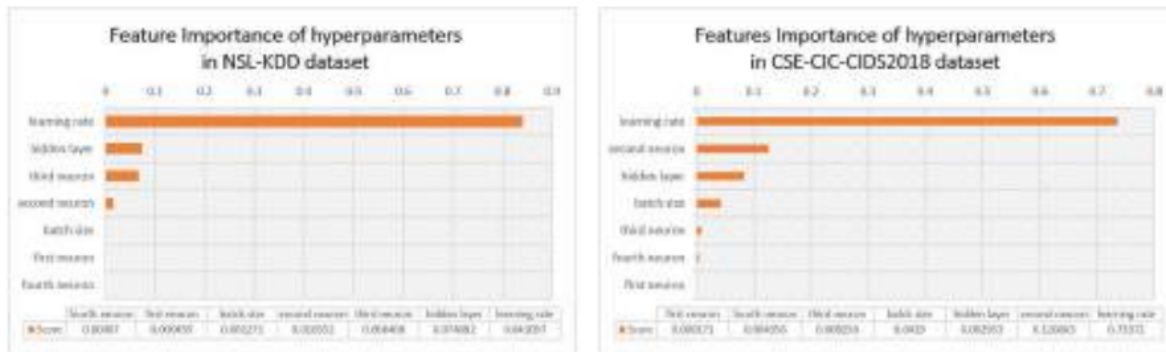 Feature Importance of hyperparameters
in NSL-KDD dataset
0 0.1 0.2 0.3 0.4 0.5 0.6 0.7 0.8 0.9
learning rate
hidden layer
third neuron
second neuron
batch size
first neuron
fourth neuron
fourth neuron first neuron batch size second neuron third neuron hidden layer learning rate
Score
Features Importance of hyperparameters
in CSE-CIC-CIDS2018 dataset
0 0.1 0.2 0.3 0.4 0.5 0.6 0.7 0.8
learning rate
second neuron
hidden layer
batch size
third neuron
fourth neuron
first neuron
first neuron fourth neuron third neuron batch size hidden layer second neuron learning rate
Score 0.0419